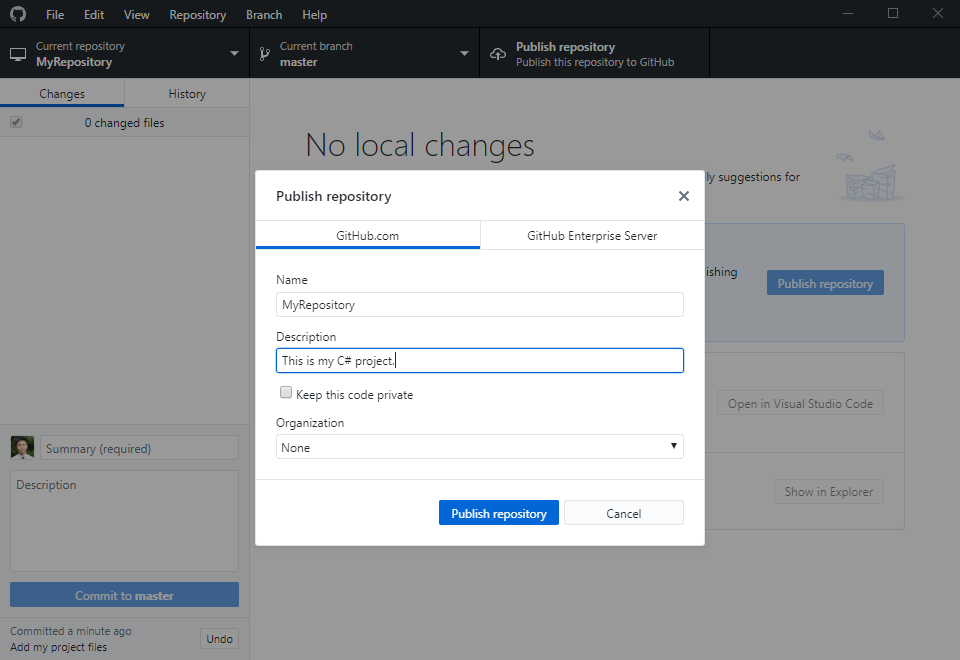 File Edit View Repository Branch Help
Current repository
MyRepository
Current branch
master
Publish repository
Publish this repository to GitHub
Changes
History
0 changed files
No local changes
ly suggestions for
ishing
Publish repository
Open in Visual Studio Code
Show in Explorer
Publish repository
GitHub.com
GitHub Enterprise Server
Name
MyRepository
Description
This is my C# project.
Keep this code private
Organization
None
Publish repository
Cancel
Summary (required)
Description
Commit to master
Committed a minute ago
Add my project files
Undo